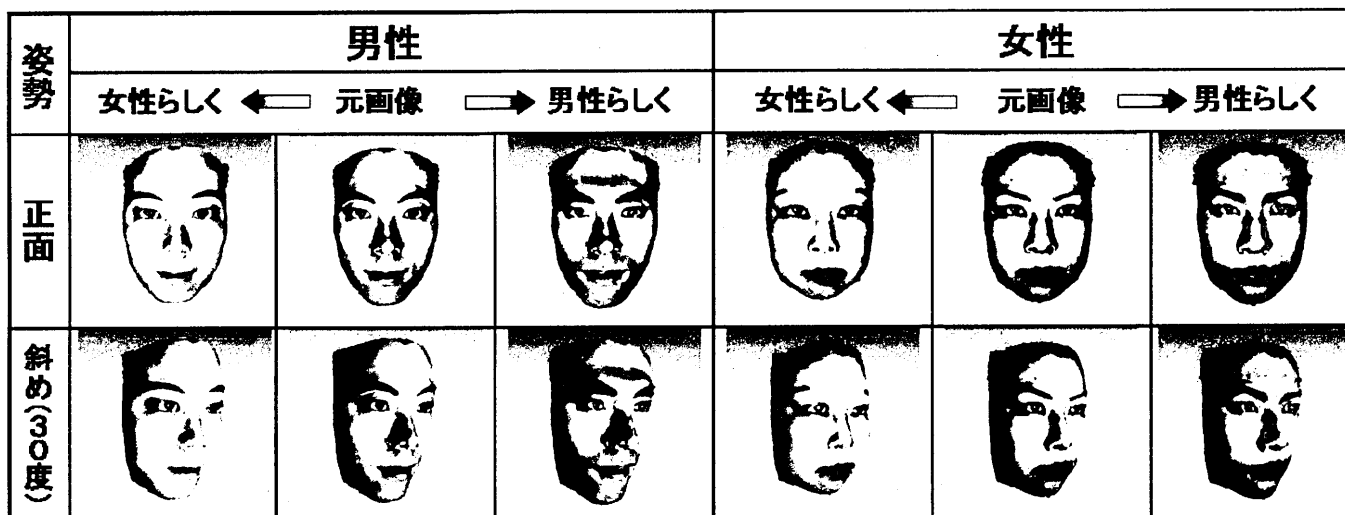 姿勢
男性
女性
女性らしく 元画像 男性らしく
女性らしく 元画像 男性らしく
正面
斜め(30度)